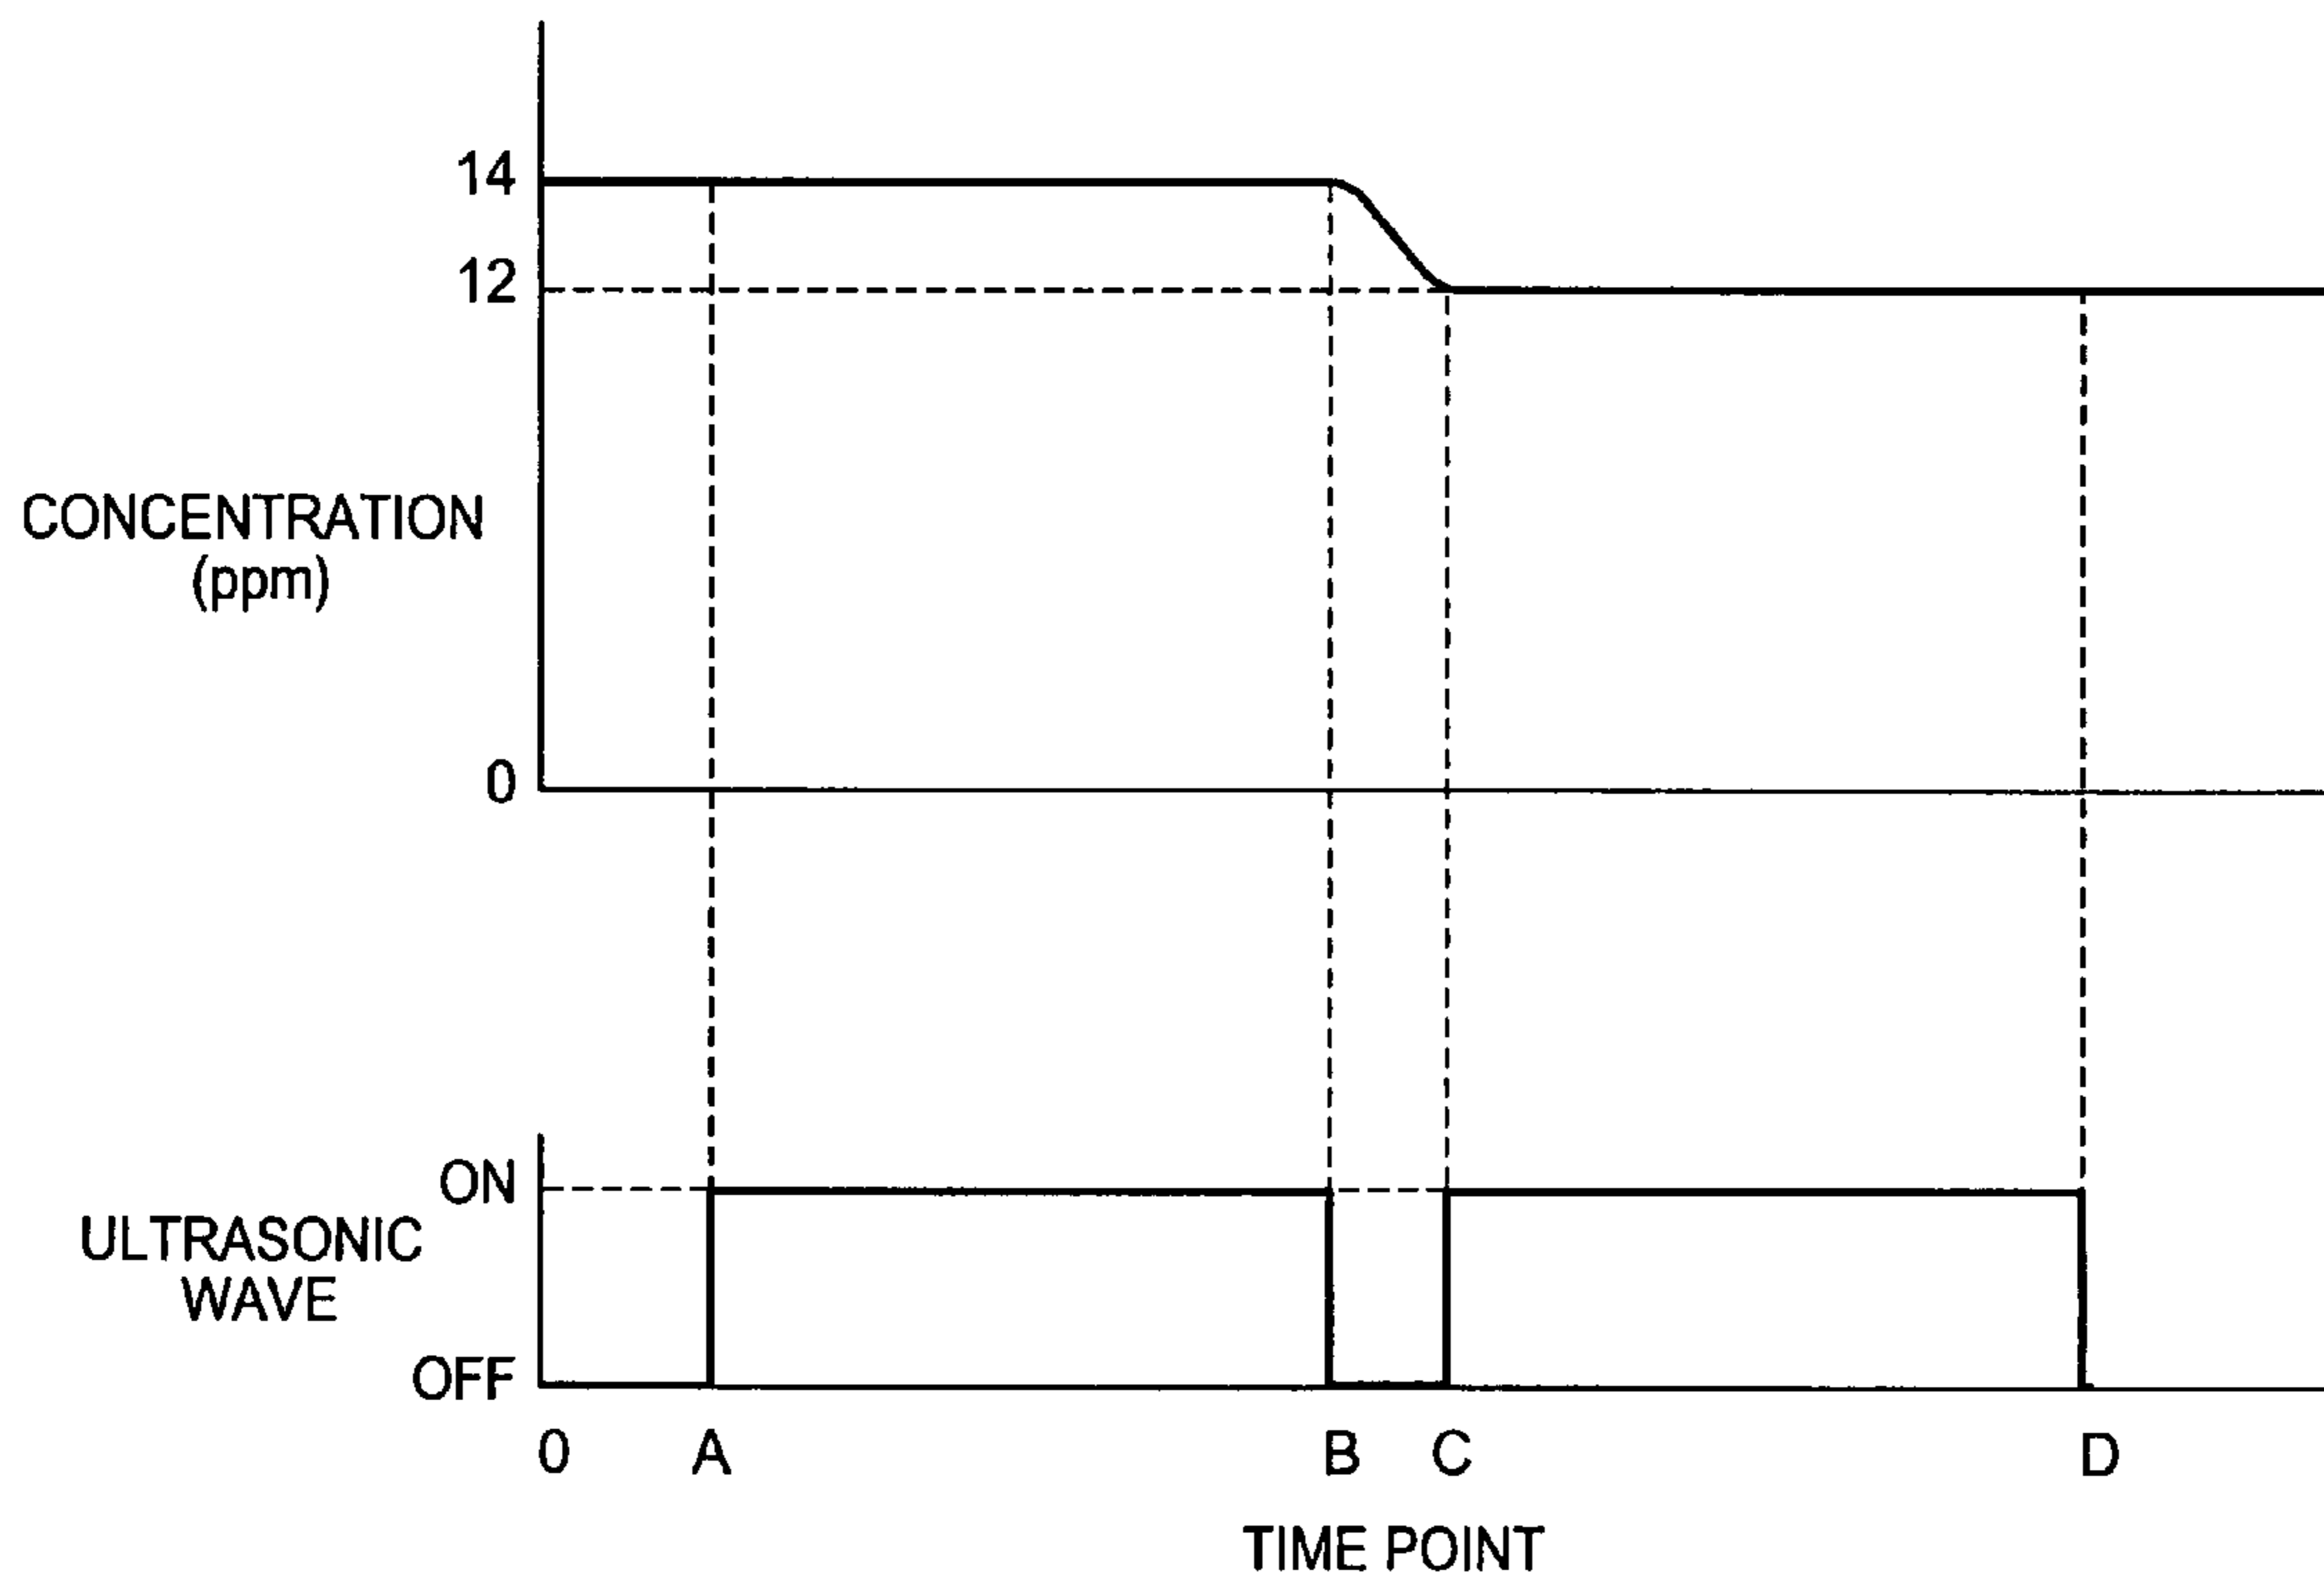 14
12
CONCENTRATION
(ppm)
0
ON
ULTRASONIC
WAVE
OFF
0 A B C D
TIME POINT